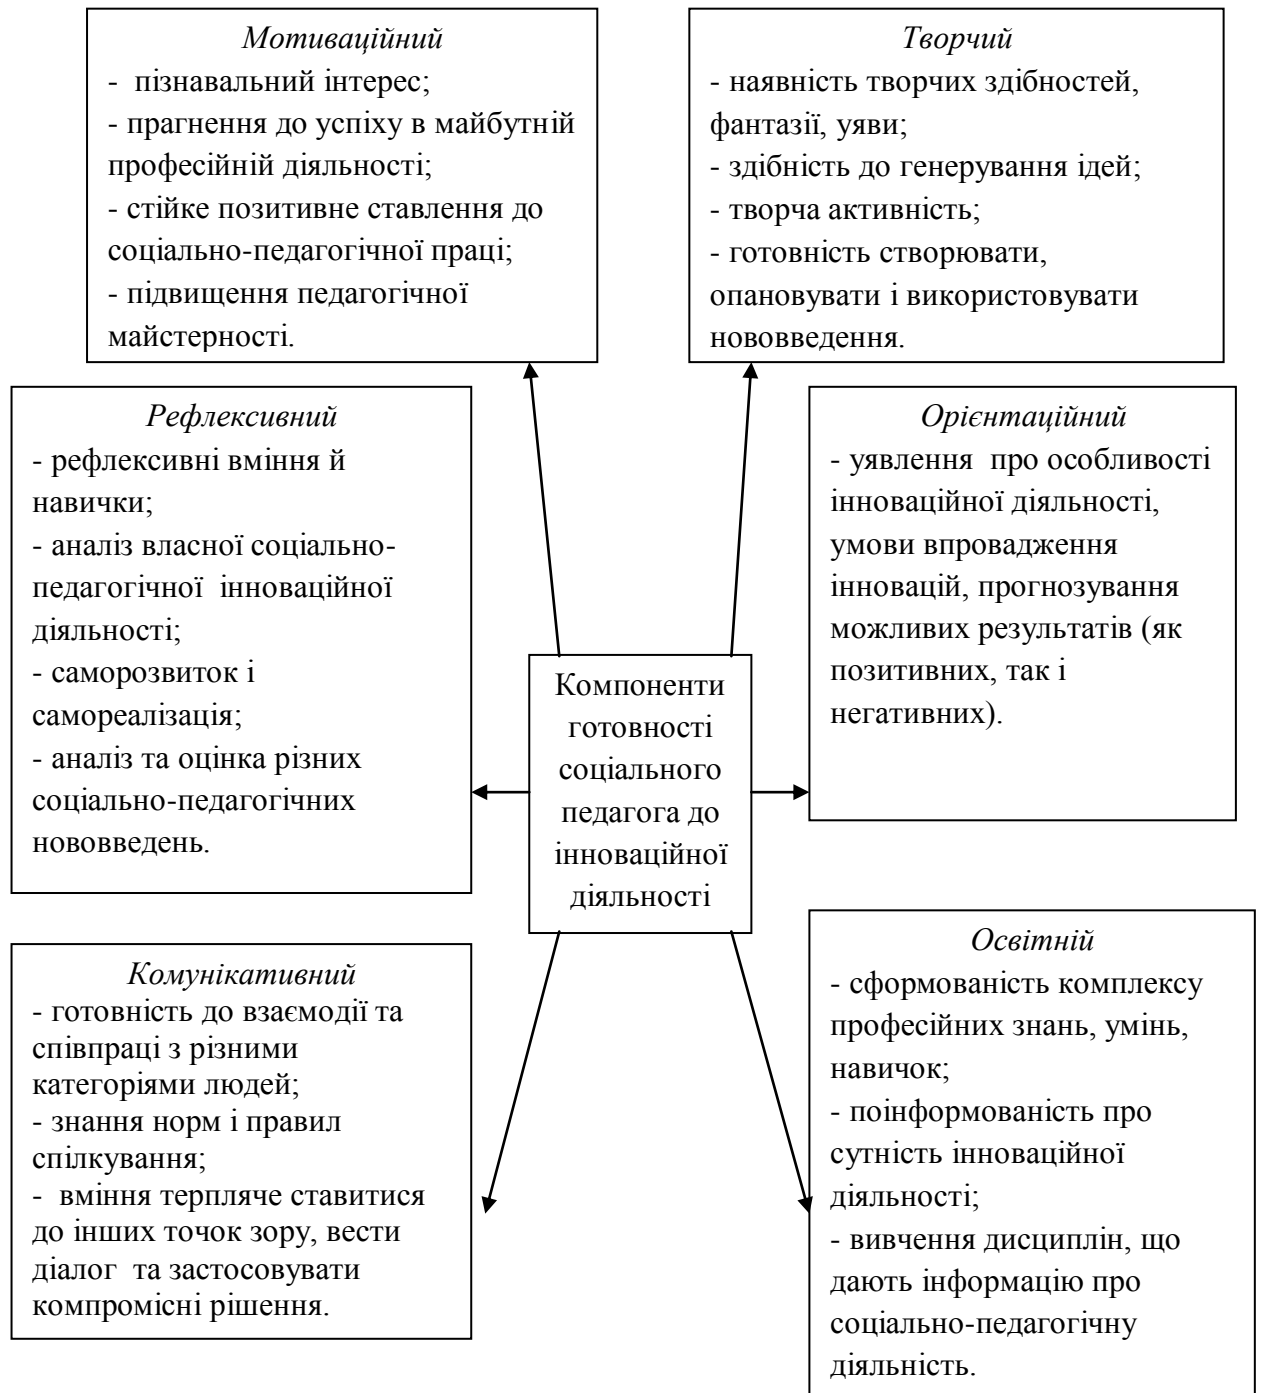 Мотиваційний
- пізнавальний інтерес;
- прагнення до успіху в майбутній
професійній діяльності;
- стійке позитивне ставлення до
соціально-педагогічної праці;
- підвищення педагогічної
майстерності.
Творчий
- наявність творчих здібностей,
фантазії, уяви;
- здібність до генерування ідей;
- творча активність;
- готовність створювати,
опановувати і використовувати
нововведення.
Рефлексивний
- рефлексивні вміння й
навички;
- аналіз власної соціально-
педагогічної інноваційної
діяльності;
- саморозвиток і
самореалізація;
- аналіз та оцінка різних
соціально-педагогічних
нововведень.
Орієнтаційний
- уявлення про особливості
інноваційної діяльності,
умови впровадження
інновацій, прогнозування
можливих результатів (як
позитивних, так і
негативних).
Компоненти
готовності
соціального
педагога до
інноваційної
діяльності
Комунікативний
- готовність до взаємодії та
співпраці з різними
категоріями людей;
- знання норм і правил
спілкування;
- вміння терпляче ставитися
до інших точок зору, вести
діалог та застосовувати
компромісні рішення.
Освітній
- сформованість комплексу
професійних знань, умінь,
навичок;
- поінформованість про
сутність інноваційної
діяльності;
- вивчення дисциплін, що
дають інформацію про
соціально-педагогічну
діяльність.